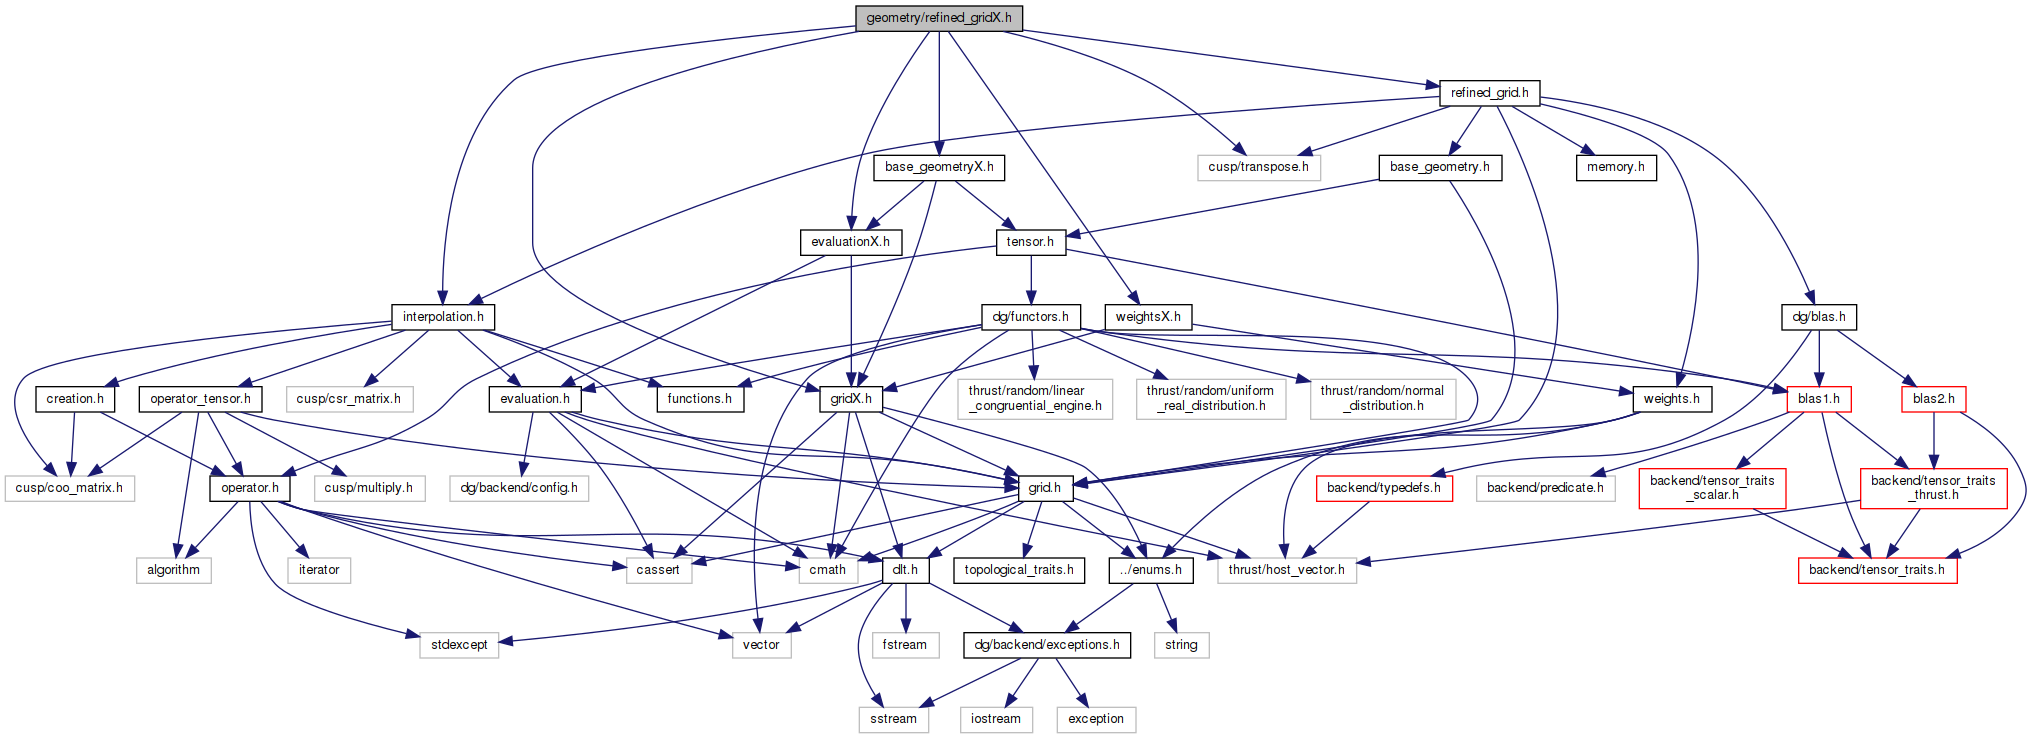 geometry/refined_gridX.h
refined_grid.h
base_geometryX.h
cusp/transpose.h
base_geometry.h
memory.h
evaluationX.h
tensor.h
interpolation.h
dg/functors.h
weightsX.h
dg/blas.h
creation.h
operator_tensor.h
cusp/csr_matrix.h
evaluation.h
functions.h
gridX.h
thrust/random/linear
_congruential_engine.h
thrust/random/uniform
_real_distribution.h
thrust/random/normal
_distribution.h
weights.h
blas1.h
blas2.h
cusp/coo_matrix.h
operator.h
cusp/multiply.h
dg/backend/config.h
grid.h
backend/typedefs.h
backend/predicate.h
backend/tensor_traits
_scalar.h
backend/tensor_traits
_thrust.h
algorithm
iterator
cassert
cmath
dlt.h
topological_traits.h
../enums.h
thrust/host_vector.h
backend/tensor_traits.h
stdexcept
vector
fstream
dg/backend/exceptions.h
string
sstream
iostream
exception